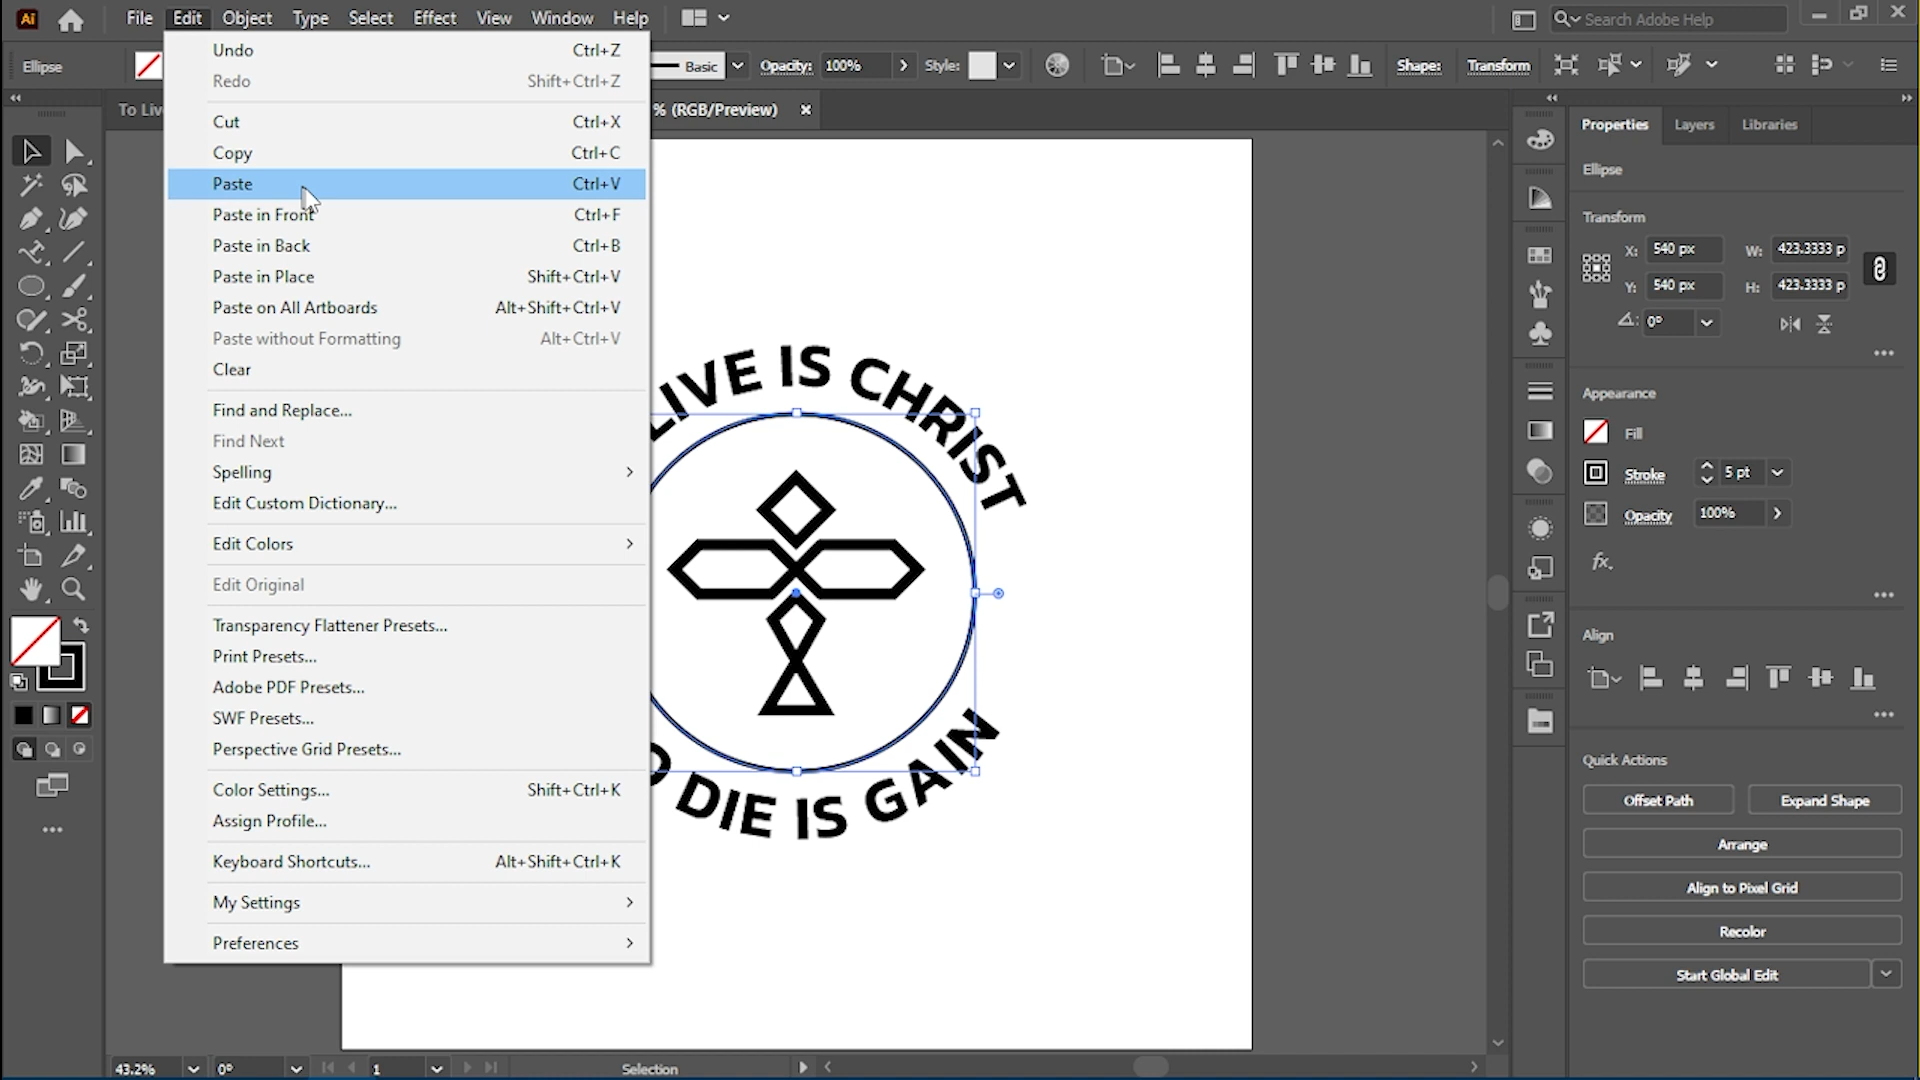 Ai File Edit Object Type Select Effect View Window Help Search Adobe Help
Ellipse Basic Opacity: 100% Style: Shape: Transform
To Liv % (RGB/Preview)
Undo Ctrl+Z
Redo Shift+Ctrl+Z
Cut Ctrl+X
Copy Ctrl+C
Paste Ctrl+V
Paste in Front Ctrl+F
Paste in Back Ctrl+B
Paste in Place Shift+Ctrl+V
Paste on All Artboards Alt+Shift+Ctrl+V
Paste without Formatting Alt+Ctrl+V
Clear
Find and Replace...
Find Next
Spelling
Edit Custom Dictionary...
Edit Colors
Edit Original
Transparency Flattener Presets...
Print Presets...
Adobe PDF Presets...
SWF Presets...
Perspective Grid Presets...
Color Settings... Shift+Ctrl+K
Assign Profile...
Keyboard Shortcuts... Alt+Shift+Ctrl+K
My Settings
Preferences
LIVE IS CHRIST
O DIE IS GAIN
Properties Layers Libraries
Ellipse
Transform
X: 540 px W: 423.3333 p
Y: 540 px H: 423.3333 p
0°
Appearance
Fill
Stroke 5 pt
Opacity 100%
fx.
Align
Quick Actions
Offset Path Expand Shape
Arrange
Align to Pixel Grid
Recolor
Start Global Edit
43.2% 0° 1 Selection